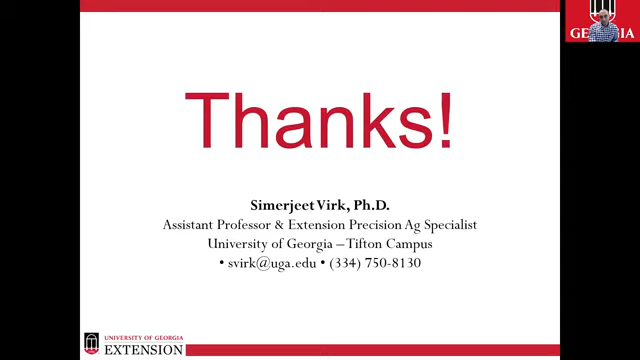 Thanks!
Simerjeet Virk, Ph.D.
Assistant Professor & Extension Precision Ag Specialist
University of Georgia – Tifton Campus
• svirk@uga.edu • (334) 750-8130
UNIVERSITY OF GEORGIA
EXTENSION